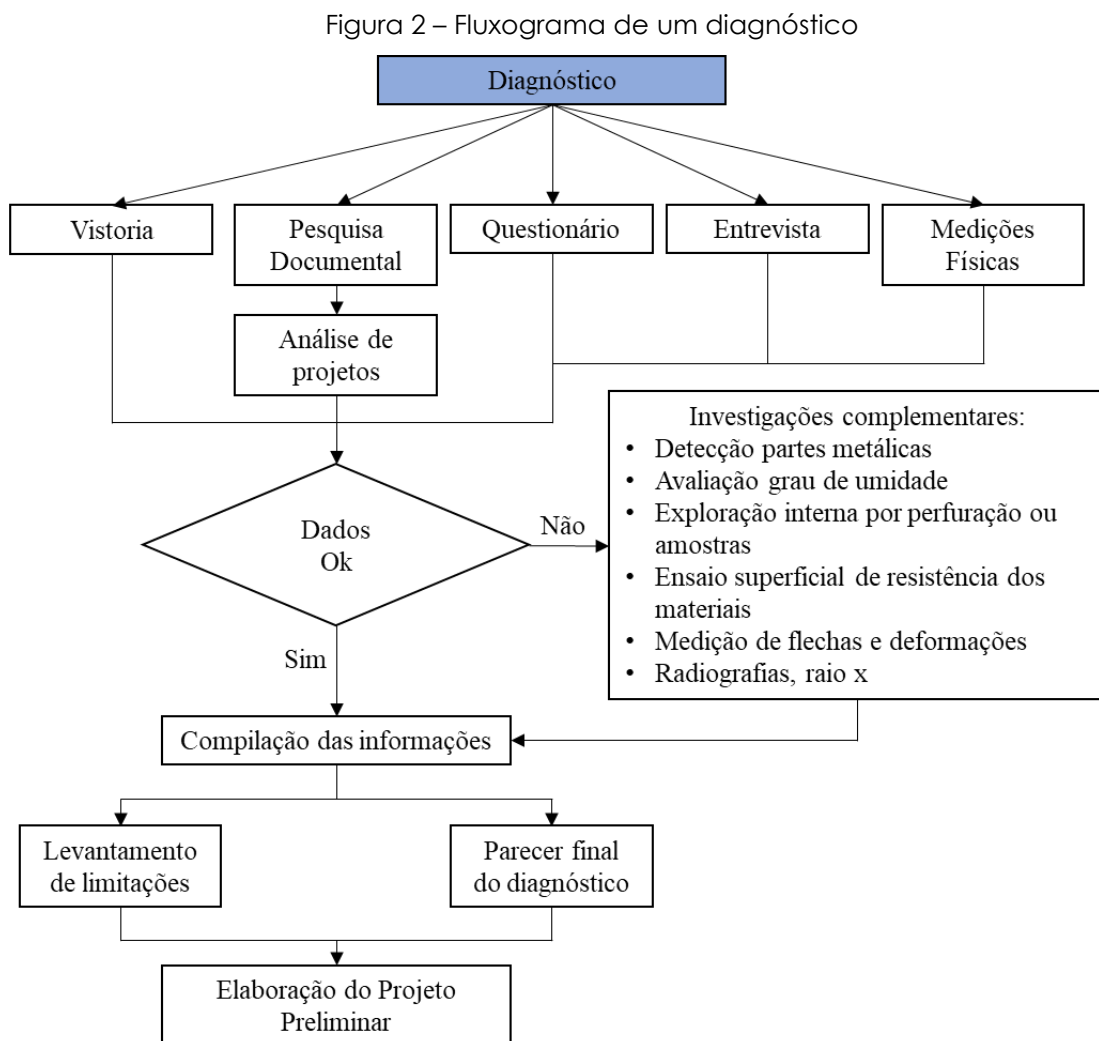 Figura 2 – Fluxograma de um diagnóstico
Diagnóstico
Vistoria
Pesquisa
Documental
Questionário
Entrevista
Medições
Físicas
Análise de
projetos
Investigações complementares:
• Detecção partes metálicas
• Avaliação grau de umidade
• Exploração interna por perfuração ou
amostras
• Ensaio superficial de resistência dos
materiais
• Medição de flechas e deformações
• Radiografias, raio x
Dados
Ok
Não
Sim
Compilação das informações
Levantamento
de limitações
Parecer final
do diagnóstico
Elaboração do Projeto
Preliminar